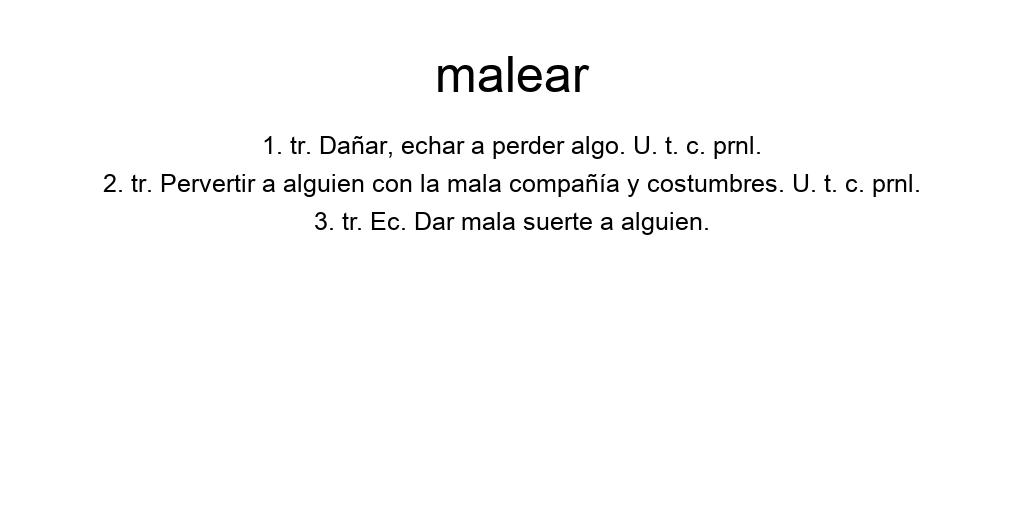 malear
1. tr. Dañar, echar a perder algo. U. t. c. prnl.
2. tr. Pervertir a alguien con la mala compañía y costumbres. U. t. c. prnl.
3. tr. Ec. Dar mala suerte a alguien.